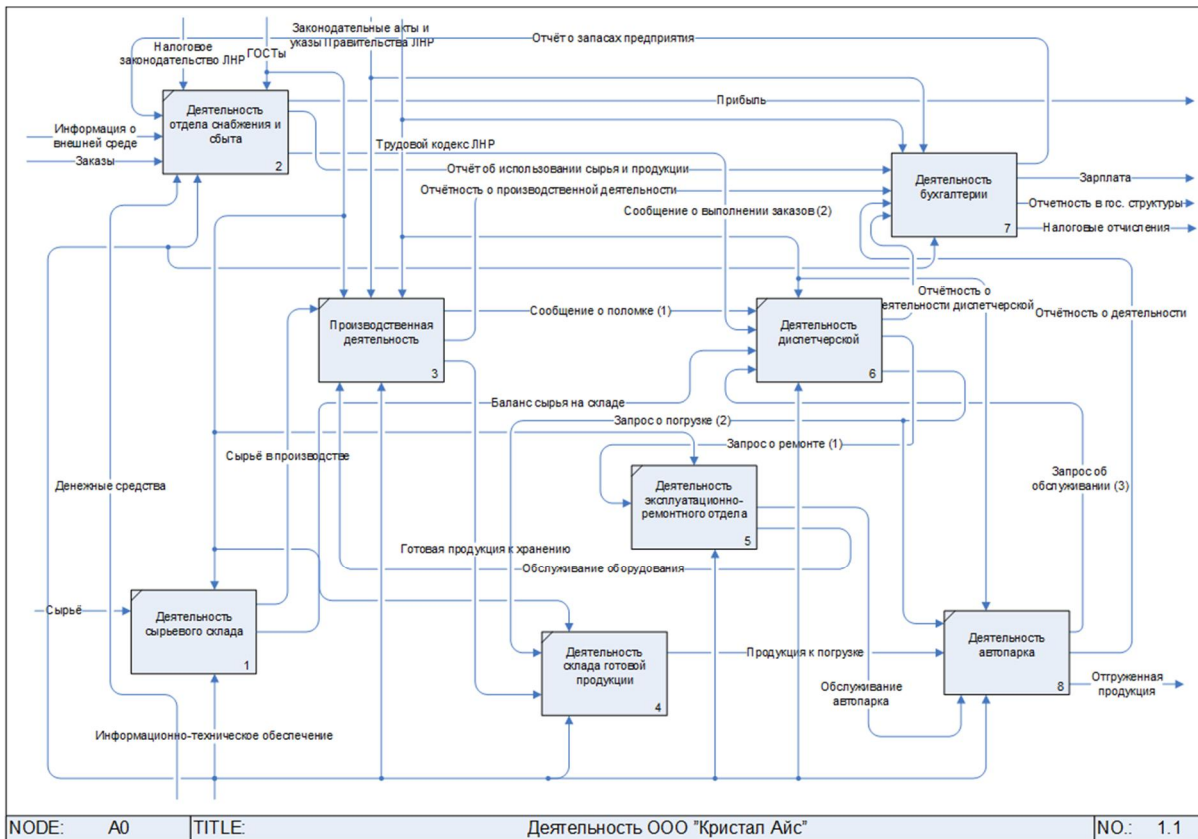 Законодательные акты и
указы Правительства ЛНР
Отчёт о запасах предприятия
Налоговое
законодательство ЛНР
ГОСТы
Деятельность
отдела снабжения и
сбыта
2
Прибыль
Информация о
внешней среде
Заказы
Трудовой кодекс ЛНР
Отчёт об использовании сырья и продукции
Отчётность о производственной деятельности
Сообщение о выполнении заказов (2)
Деятельность
бухгалтерии
7
Зарплата
Отчетность в гос. структуры
Налоговые отчисления
Производственная
деятельность
3
Сообщение о поломке (1)
Деятельность
диспетчерской
6
Отчётность о
деятельности диспетчерской
Отчётность о деятельности
Баланс сырья на складе
Запрос о погрузке (2)
Запрос о ремонте (1)
Сырьё в производстве
Денежные средства
Деятельность
эксплуатационно-
ремонтного отдела
5
Запрос об
обслуживании (3)
Готовая продукция к хранению
Обслуживание оборудования
Сырьё
Деятельность
сырьевого склада
1
Деятельность
склада готовой
продукции
4
Продукция к погрузке
Деятельность
автопарка
8
Отгруженная
продукция
Обслуживание
автопарка
Информационно-техническое обеспечение
NODE: A0 TITLE: Деятельность ООО "Кристал Айс" NO.: 1.1